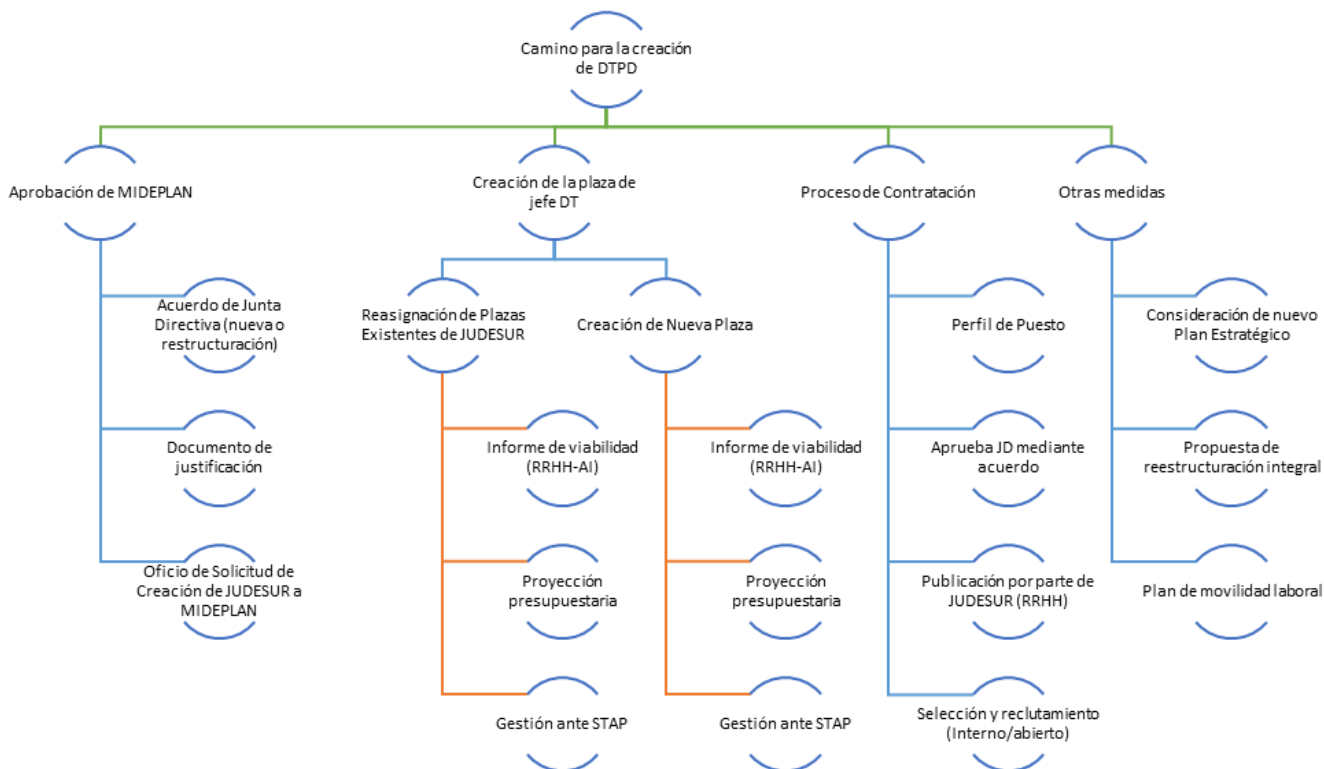 Camino para la creación
de DTPD
Aprobación de MIDEPLAN
Creación de la plaza de
jefe DT
Proceso de Contratación
Otras medidas
Acuerdo de Junta
Directiva (nueva o
restructuración)
Reasignación de Plazas
Existentes de JUDESUR
Creación de Nueva Plaza
Perfil de Puesto
Consideración de nuevo
Plan Estratégico
Documento de
justificación
Informe de viabilidad
(RRHH-AI)
Informe de viabilidad
(RRHH-AI)
Aprueba JD mediante
acuerdo
Propuesta de
reestructuración integral
Oficio de Solicitud de
Creación de JUDESUR a
MIDEPLAN
Proyección
presupuestaria
Proyección
presupuestaria
Publicación por parte de
JUDESUR (RRHH)
Plan de movilidad laboral
Gestión ante STAP
Gestión ante STAP
Selección y reclutamiento
(Interno/abierto)